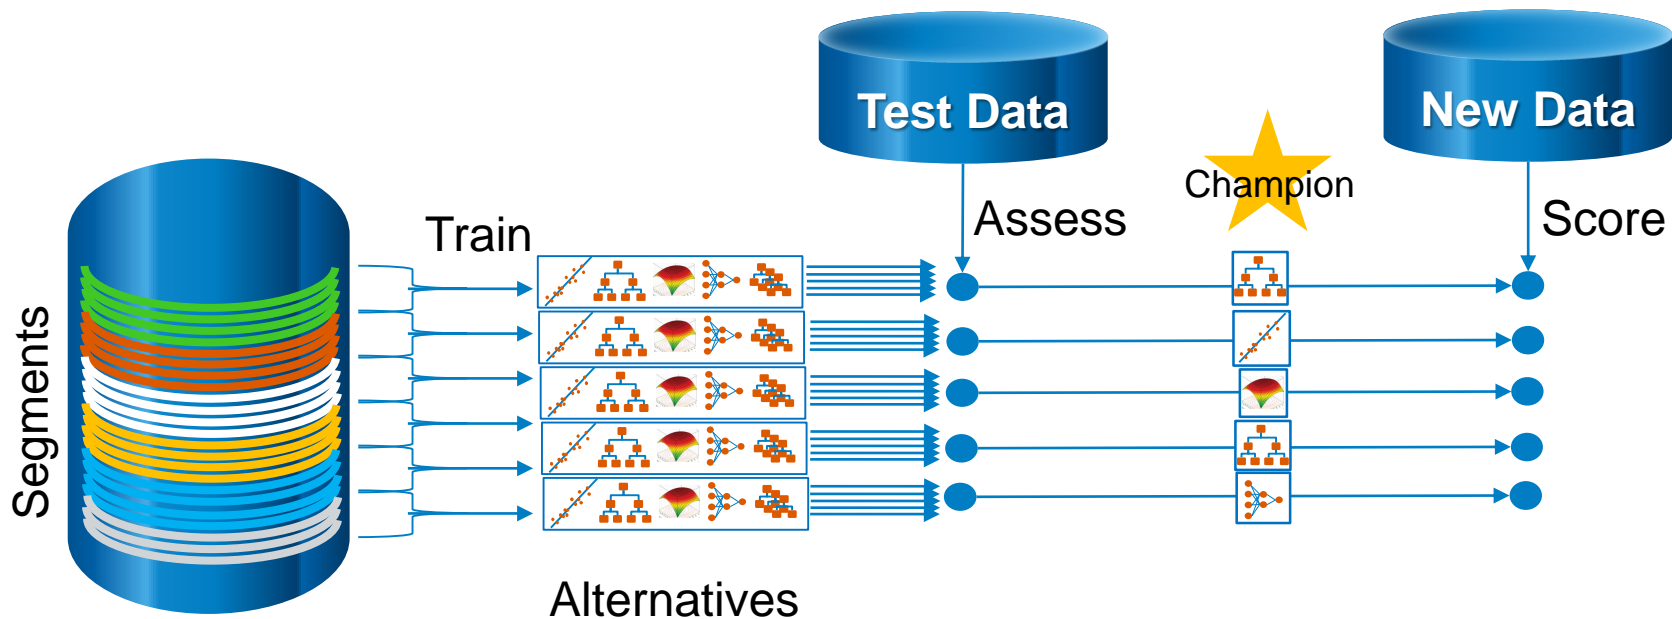 Segments
Train
Alternatives
Test Data
Assess
Champion
New Data
Score